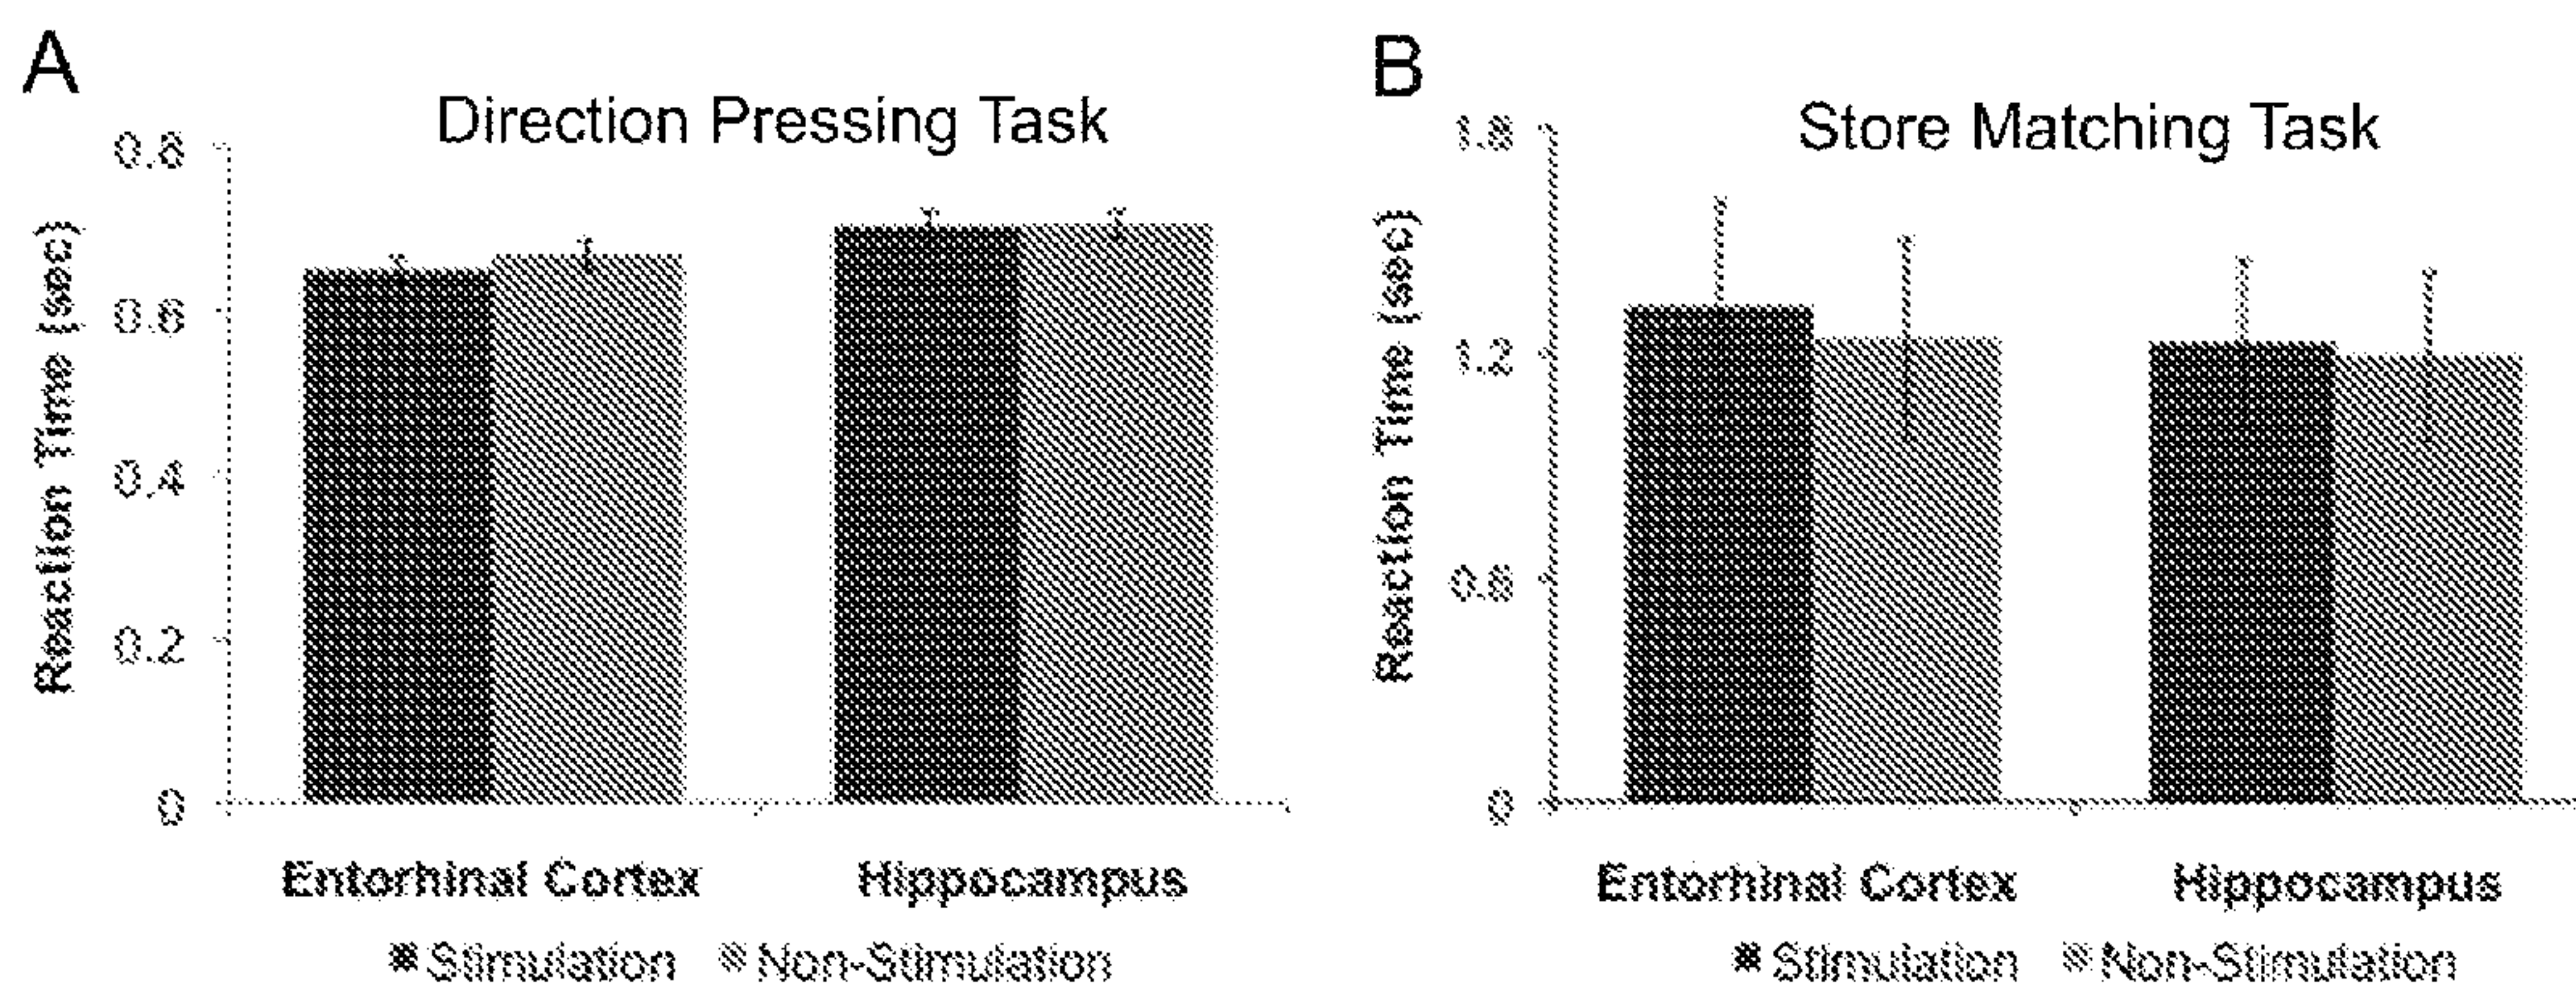 A
Direction Pressing Task
0.8
0.6
0.4
0.2
0
Reaction Time (sec)
Entorhinal Cortex Hippocampus
Stimulation Non-Stimulation
B
Store Matching Task
1.8
1.2
0.6
0
Reaction Time (sec)
Entorhinal Cortex Hippocampus
Stimulation Non-Stimulation